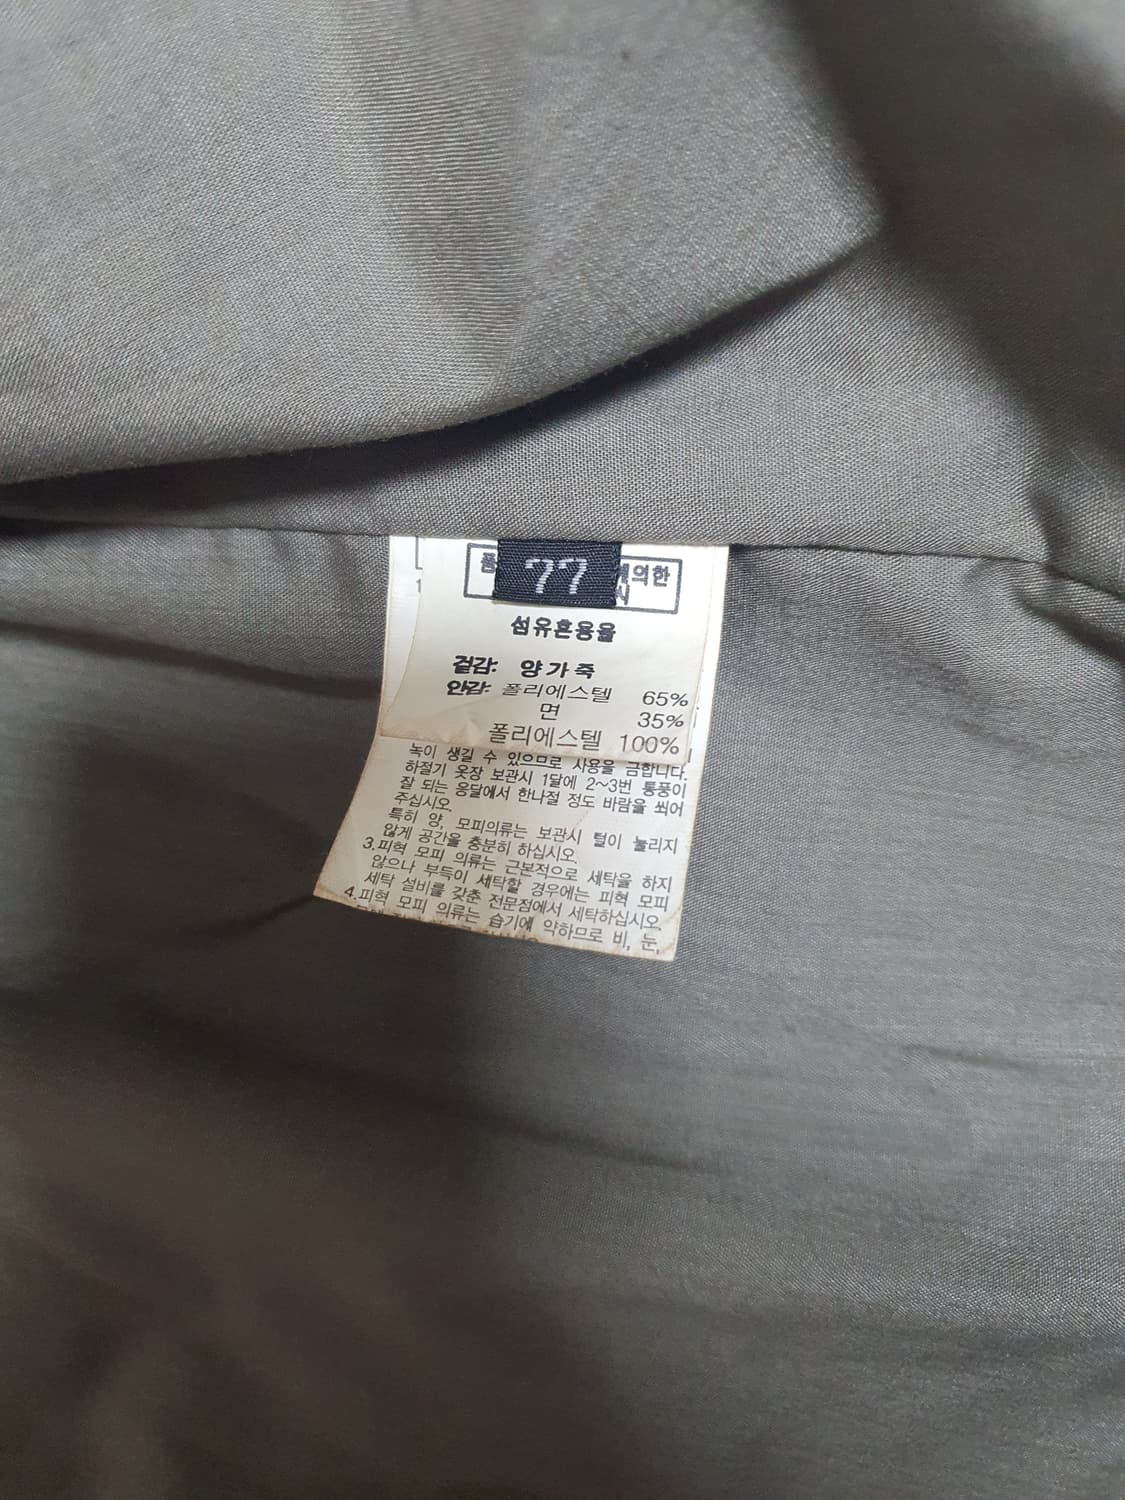 77
의한
섬유혼용율
겉감: 양가죽
안감: 폴리에스텔 65%
면 35%
폴리에스텔 100%
녹이 생길 수 있으므로 사용을 금합니다.
하절기 옷장 보관시 1달에 2~3번 통풍이
잘 되는 응달에서 한나절 정도 바람을 쐬어
주십시오.
특히 양, 모피의류는 보관시 털이 눌리지
않게 공간을 충분히 하십시오.
3.피혁 모피 의류는 근본적으로 세탁을 하지
않으나 부득이 세탁할 경우에는 피혁 모피
세탁 설비를 갖춘 전문점에서 세탁하십시오.
4.피혁 모피 의류는 습기에 약하므로 비, 눈,